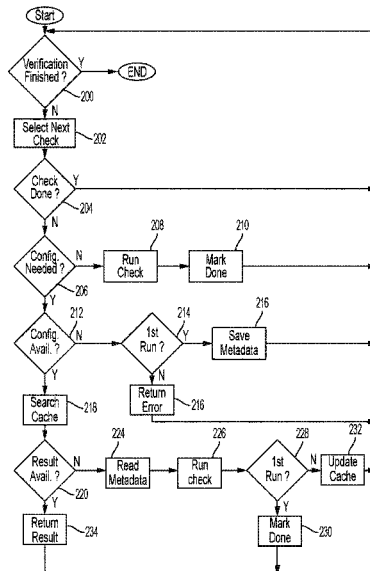 Start
Verification
Finished ?
Y
END
200
N
Select Next
Check
202
Check
Done ?
Y
204
N
208
210
Config.
Needed ?
N
Run
Check
Mark
Done
206
Y
212
214
216
Config.
Avail. ?
N
1st
Run ?
Y
Save
Metadata
Y
N
Search
Cache
218
Return
Error
216
224
226
228
232
Result
Avail. ?
N
Read
Metadata
Run
check
1st
Run ?
N
Update
Cache
220
Y
Y
Return
Result
234
Mark
Done
230